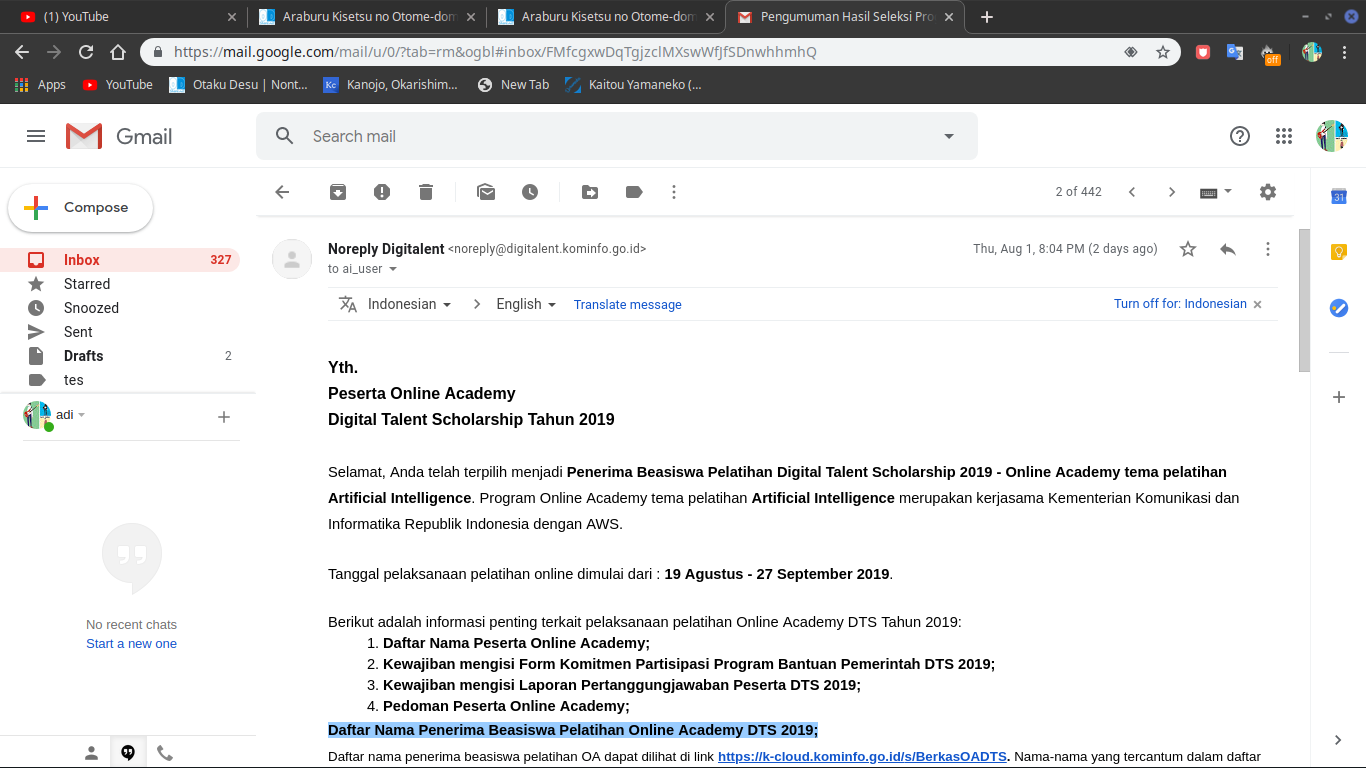 (1) YouTube
Araburu Kisetsu no Otome-don
Araburu Kisetsu no Otome-don
Pengumuman Hasil Seleksi Pro
https://mail.google.com/mail/u/0/?tab=rm&ogbl#inbox/FMfcgxwDqTgjzclMXswWfJfSDnwhhmhQ
off
Apps
YouTube
Otaku Desu | Nont...
Kc
Kanojo, Okarishim...
New Tab
Kaitou Yamaneko (...
Gmail
Search mail
Compose
2 of 442
31
Inbox 327
Starred
Snoozed
Sent
Drafts 2
tes
adi
No recent chats
Start a new one
Noreply Digitalent <noreply@digitalent.kominfo.go.id>
Thu, Aug 1, 8:04 PM (2 days ago)
to ai_user
Indonesian > English Translate message
Turn off for: Indonesian
Yth.
Peserta Online Academy
Digital Talent Scholarship Tahun 2019
Selamat, Anda telah terpilih menjadi Penerima Beasiswa Pelatihan Digital Talent Scholarship 2019 - Online Academy tema pelatihan
Artificial Intelligence. Program Online Academy tema pelatihan Artificial Intelligence merupakan kerjasama Kementerian Komunikasi dan
Informatika Republik Indonesia dengan AWS.
Tanggal pelaksanaan pelatihan online dimulai dari : 19 Agustus - 27 September 2019.
Berikut adalah informasi penting terkait pelaksanaan pelatihan Online Academy DTS Tahun 2019:
1. Daftar Nama Peserta Online Academy;
2. Kewajiban mengisi Form Komitmen Partisipasi Program Bantuan Pemerintah DTS 2019;
3. Kewajiban mengisi Laporan Pertanggungjawaban Peserta DTS 2019;
4. Pedoman Peserta Online Academy;
Daftar Nama Penerima Beasiswa Pelatihan Online Academy DTS 2019;
Daftar nama penerima beasiswa pelatihan OA dapat dilihat di link https://k-cloud.kominfo.go.id/s/BerkasOADTS. Nama-nama yang tercantum dalam daftar